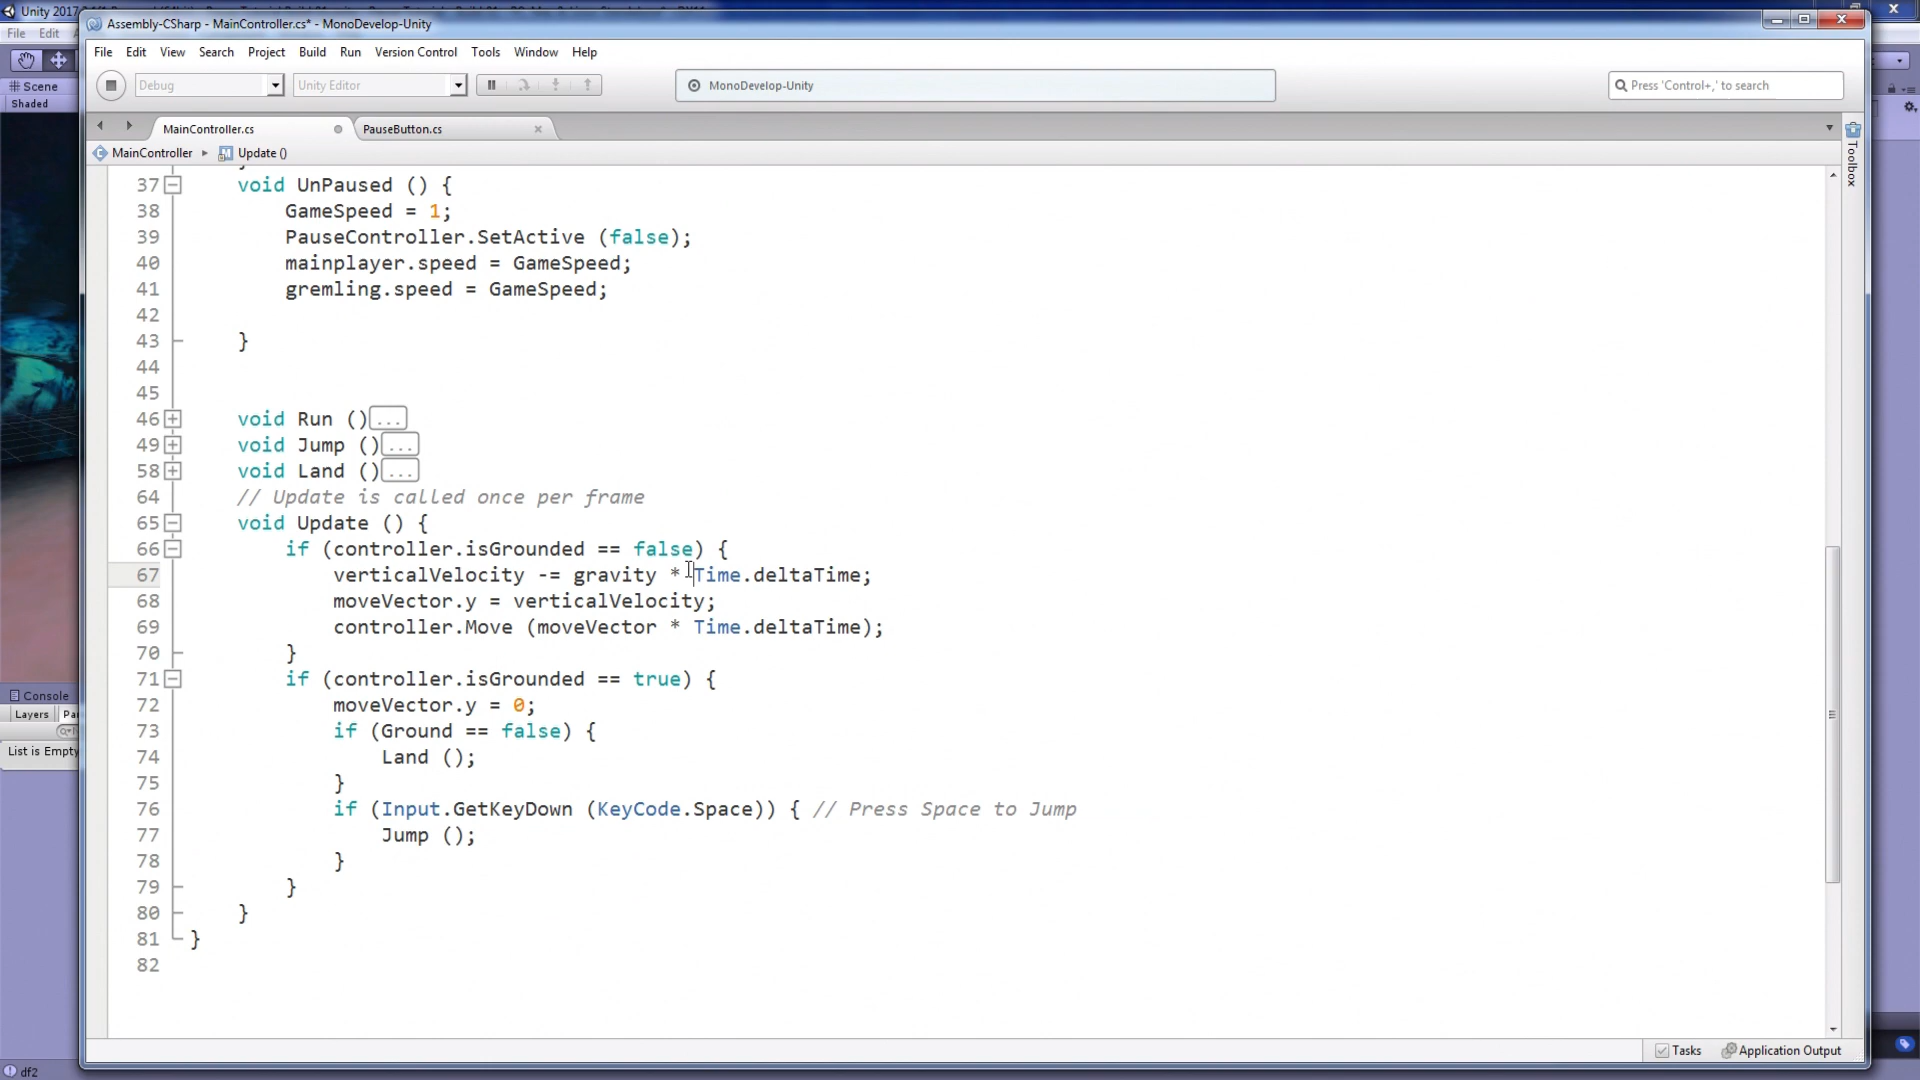 Unity 2017
Assembly-CSharp - MainController.cs* - MonoDevelop-Unity
File Edit
File Edit View Search Project Build Run Version Control Tools Window Help
Debug
Unity Editor
MonoDevelop-Unity
Press 'Control+,' to search
Scene
Shaded
MainController.cs
PauseButton.cs
Toolbox
MainController ▸ Update ()
37 void UnPaused () {
38 GameSpeed = 1;
39 PauseController.SetActive (false);
40 mainplayer.speed = GameSpeed;
41 gremling.speed = GameSpeed;
42
43 }
44
45
46 void Run ()...
49 void Jump ()...
58 void Land ()...
64 // Update is called once per frame
65 void Update () {
66 if (controller.isGrounded == false) {
67 verticalVelocity -= gravity * Time.deltaTime;
68 moveVector.y = verticalVelocity;
69 controller.Move (moveVector * Time.deltaTime);
70 }
71 if (controller.isGrounded == true) {
72 moveVector.y = 0;
73 if (Ground == false) {
74 Land ();
75 }
76 if (Input.GetKeyDown (KeyCode.Space)) { // Press Space to Jump
77 Jump ();
78 }
79 }
80 }
81 }
82
Console
Layers
List is Empty
Tasks
Application Output
df2